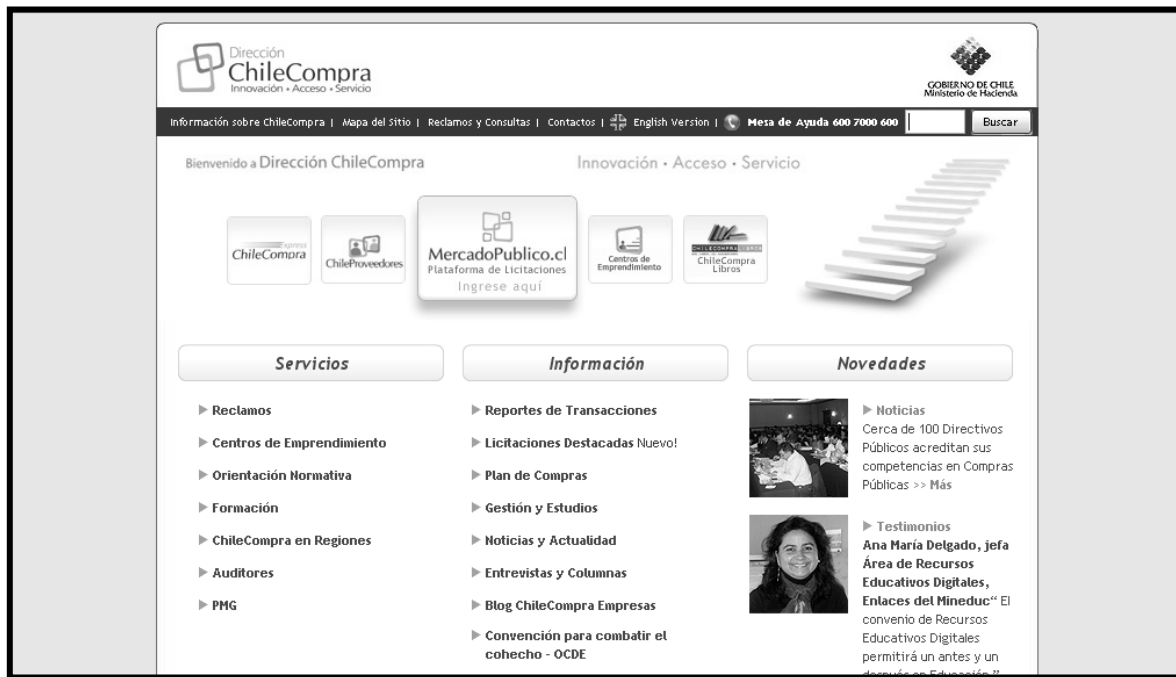 Dirección
ChileCompra
Innovación • Acceso • Servicio
GOBIERNO DE CHILE
Ministerio de Hacienda
Información sobre ChileCompra | Mapa del Sitio | Reclamos y Consultas | Contactos | English Version | Mesa de Ayuda 600 7000 600 Buscar
Bienvenido a Dirección ChileCompra
Innovación • Acceso • Servicio
Express
ChileCompra
ChileProveedores
MercadoPublico.cl
Plataforma de Licitaciones
Ingrese aquí
Centros de
Emprendimiento
CHILECOMPRALIBROS
ChileCompra
Libros
Servicios
Reclamos
Centros de Emprendimiento
Orientación Normativa
Formación
ChileCompra en Regiones
Auditores
PMG
Información
Reportes de Transacciones
Licitaciones Destacadas Nuevo!
Plan de Compras
Gestión y Estudios
Noticias y Actualidad
Entrevistas y Columnas
Blog ChileCompra Empresas
Convención para combatir el
cohecho - OCDE
Novedades
Noticias
Cerca de 100 Directivos
Públicos acreditan sus
competencias en Compras
Públicas >> Más
Testimonios
Ana María Delgado, jefa
Área de Recursos
Educativos Digitales,
Enlaces del Mineduc“ El
convenio de Recursos
Educativos Digitales
permitirá un antes y un
después en Educación.”